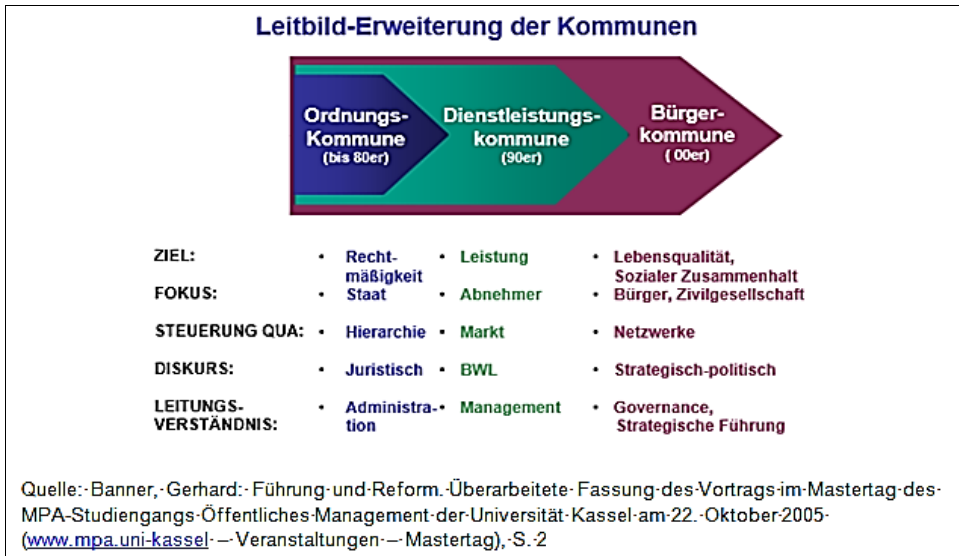 Leitbild-Erweiterung der Kommunen
Ordnungs- Dienstleistungs- Bürger-
Kommune kommune kommune
(bis 80er) (90er) ( 00er)
ZIEL: • Recht- • Leistung • Lebensqualität,
mäßigkeit Sozialer Zusammenhalt
FOKUS: • Staat • Abnehmer • Bürger, Zivilgesellschaft
STEUERUNG QUA: • Hierarchie • Markt • Netzwerke
DISKURS: • Juristisch • BWL • Strategisch-politisch
LEITUNGS- • Administra- • Management • Governance,
VERSTÄNDNIS: tion Strategische Führung
Quelle:·Banner,·Gerhard:·Führung·und·Reform.·Überarbeitete·Fassung·des·Vortrags·im·Mastertag·des·
MPA-Studiengangs·Öffentliches·Management·der·Universität·Kassel·am·22.·Oktober·2005·
(www.mpa.uni-kassel·–·Veranstaltungen·–·Mastertag),·S.·2